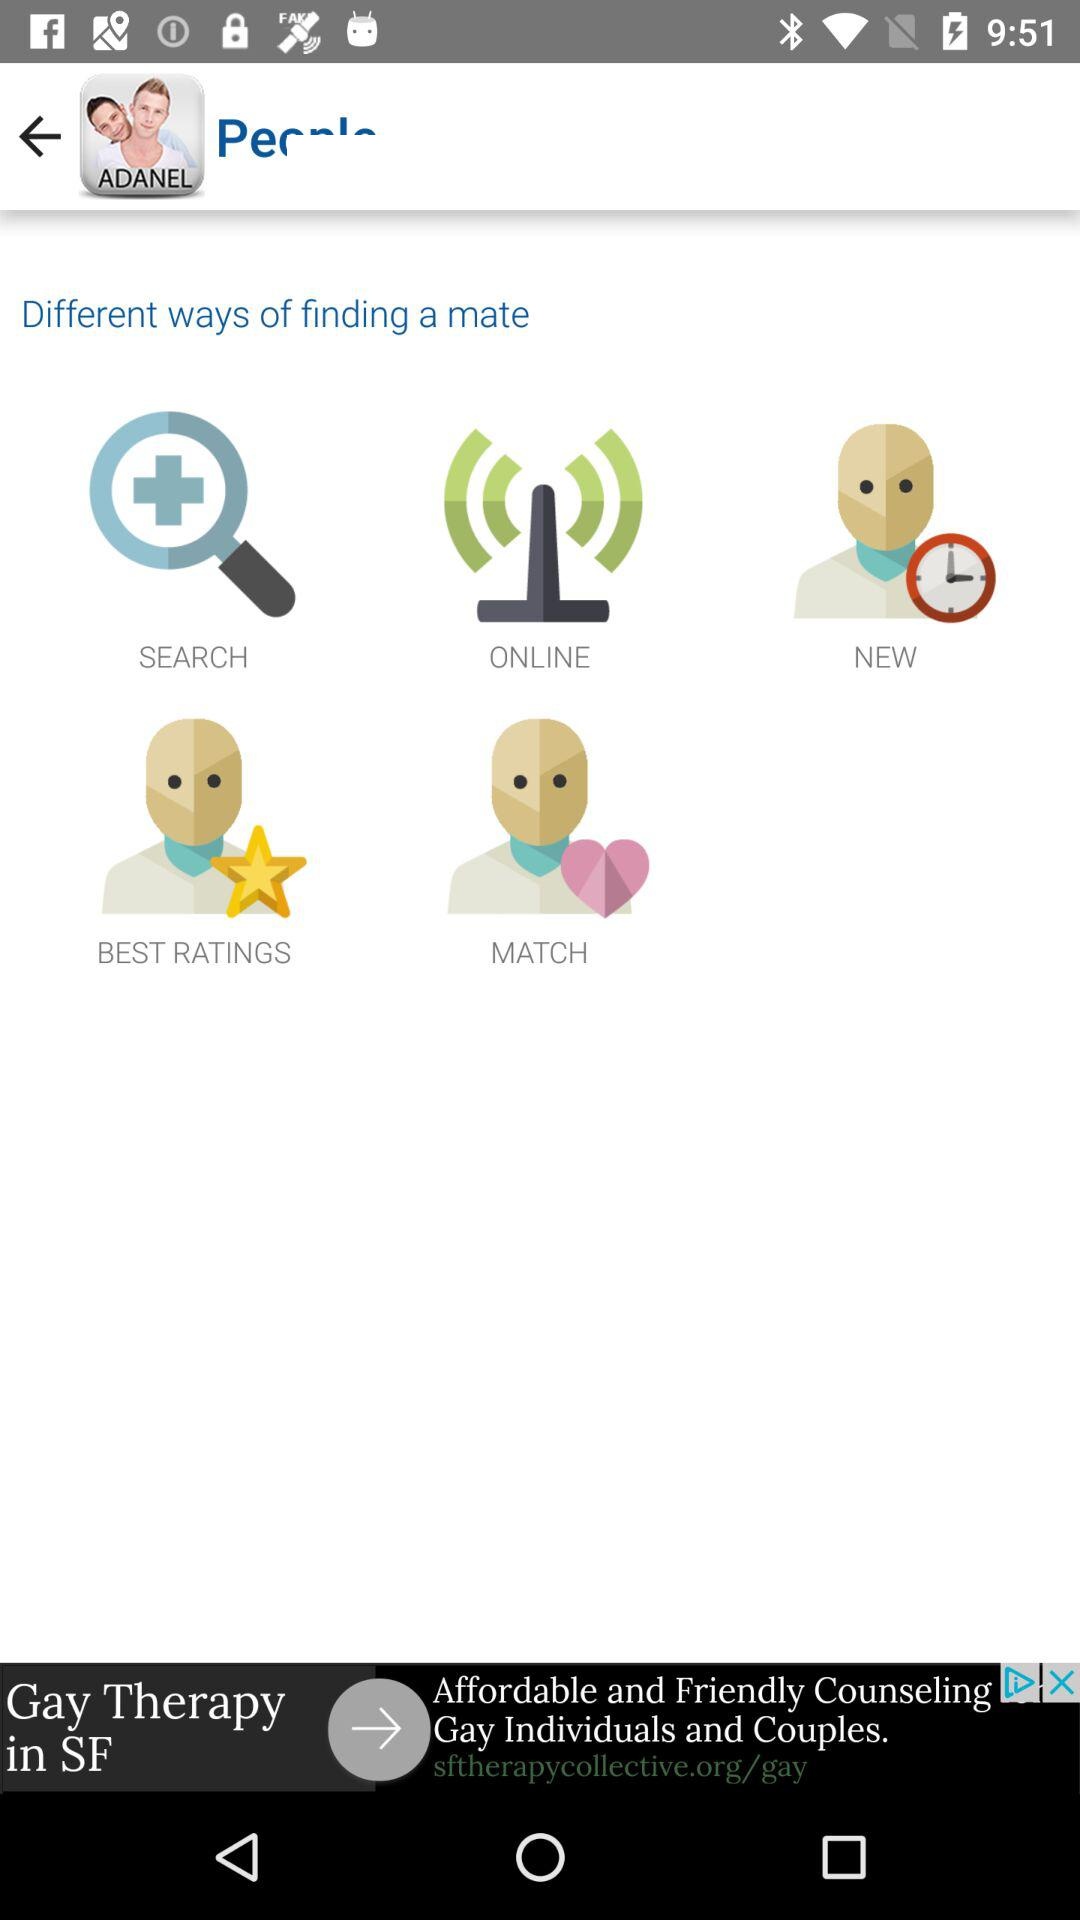 FAKE
9:51
ADANEL
People
Different ways of finding a mate
SEARCH
ONLINE
NEW
BEST RATINGS
MATCH
Gay Therapy
in SF
Affordable and Friendly Counseling
Gay Individuals and Couples.
sftherapycollective.org/gay